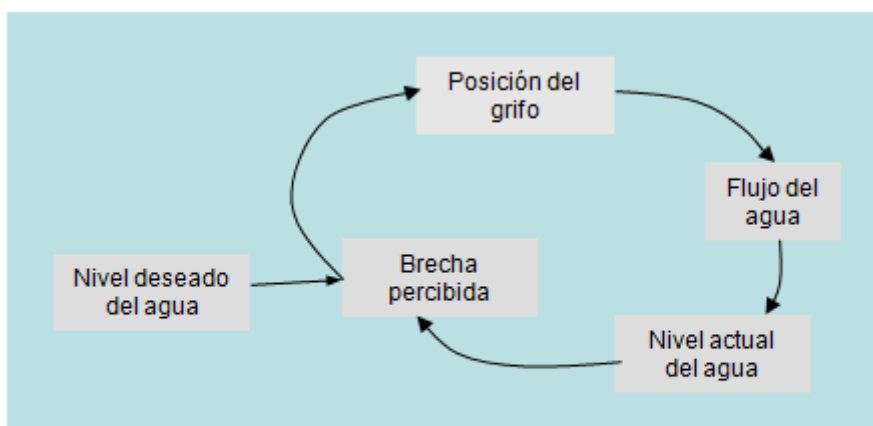 Posición del
grifo
Flujo del
agua
Nivel actual
del agua
Brecha
percibida
Nivel deseado
del agua